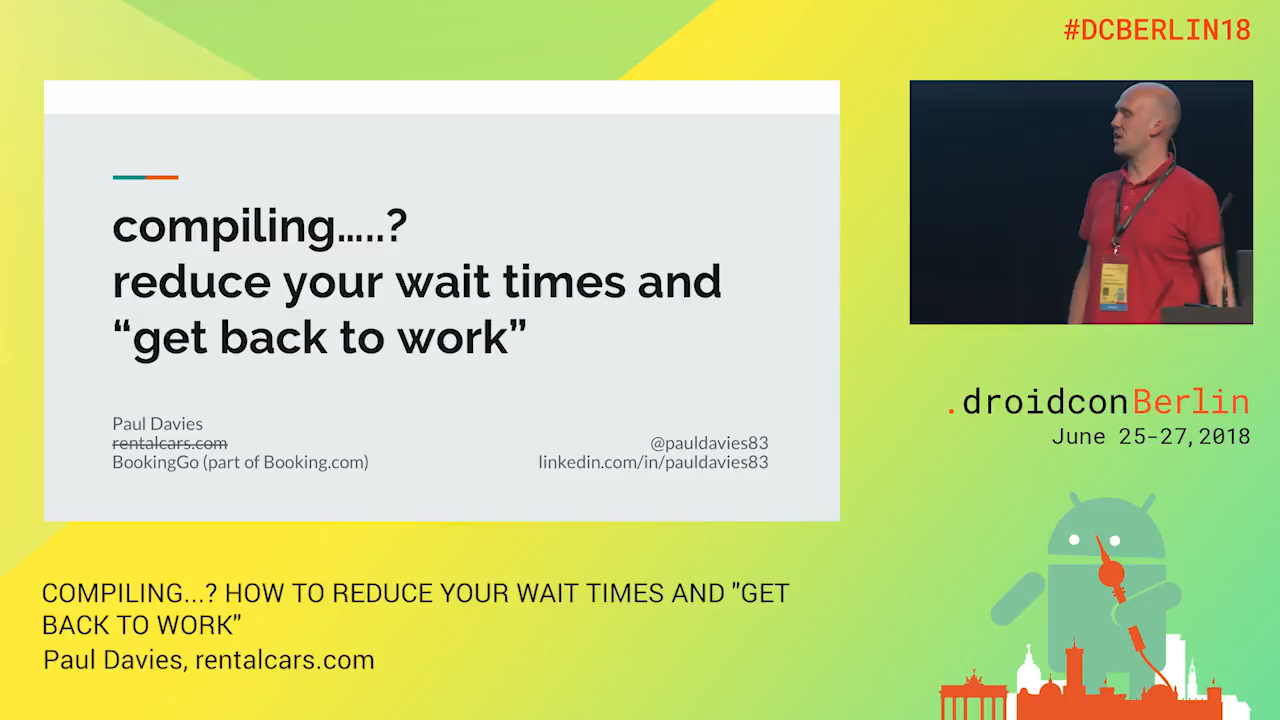 #DCBERLIN18
compiling.....?
reduce your wait times and
“get back to work”
Paul Davies
rentalcars.com
BookingGo (part of Booking.com)
@pauldavies83
linkedin.com/in/pauldavies83
.droidconBerlin
June 25-27,2018
COMPILING...? HOW TO REDUCE YOUR WAIT TIMES AND "GET
BACK TO WORK"
Paul Davies, rentalcars.com